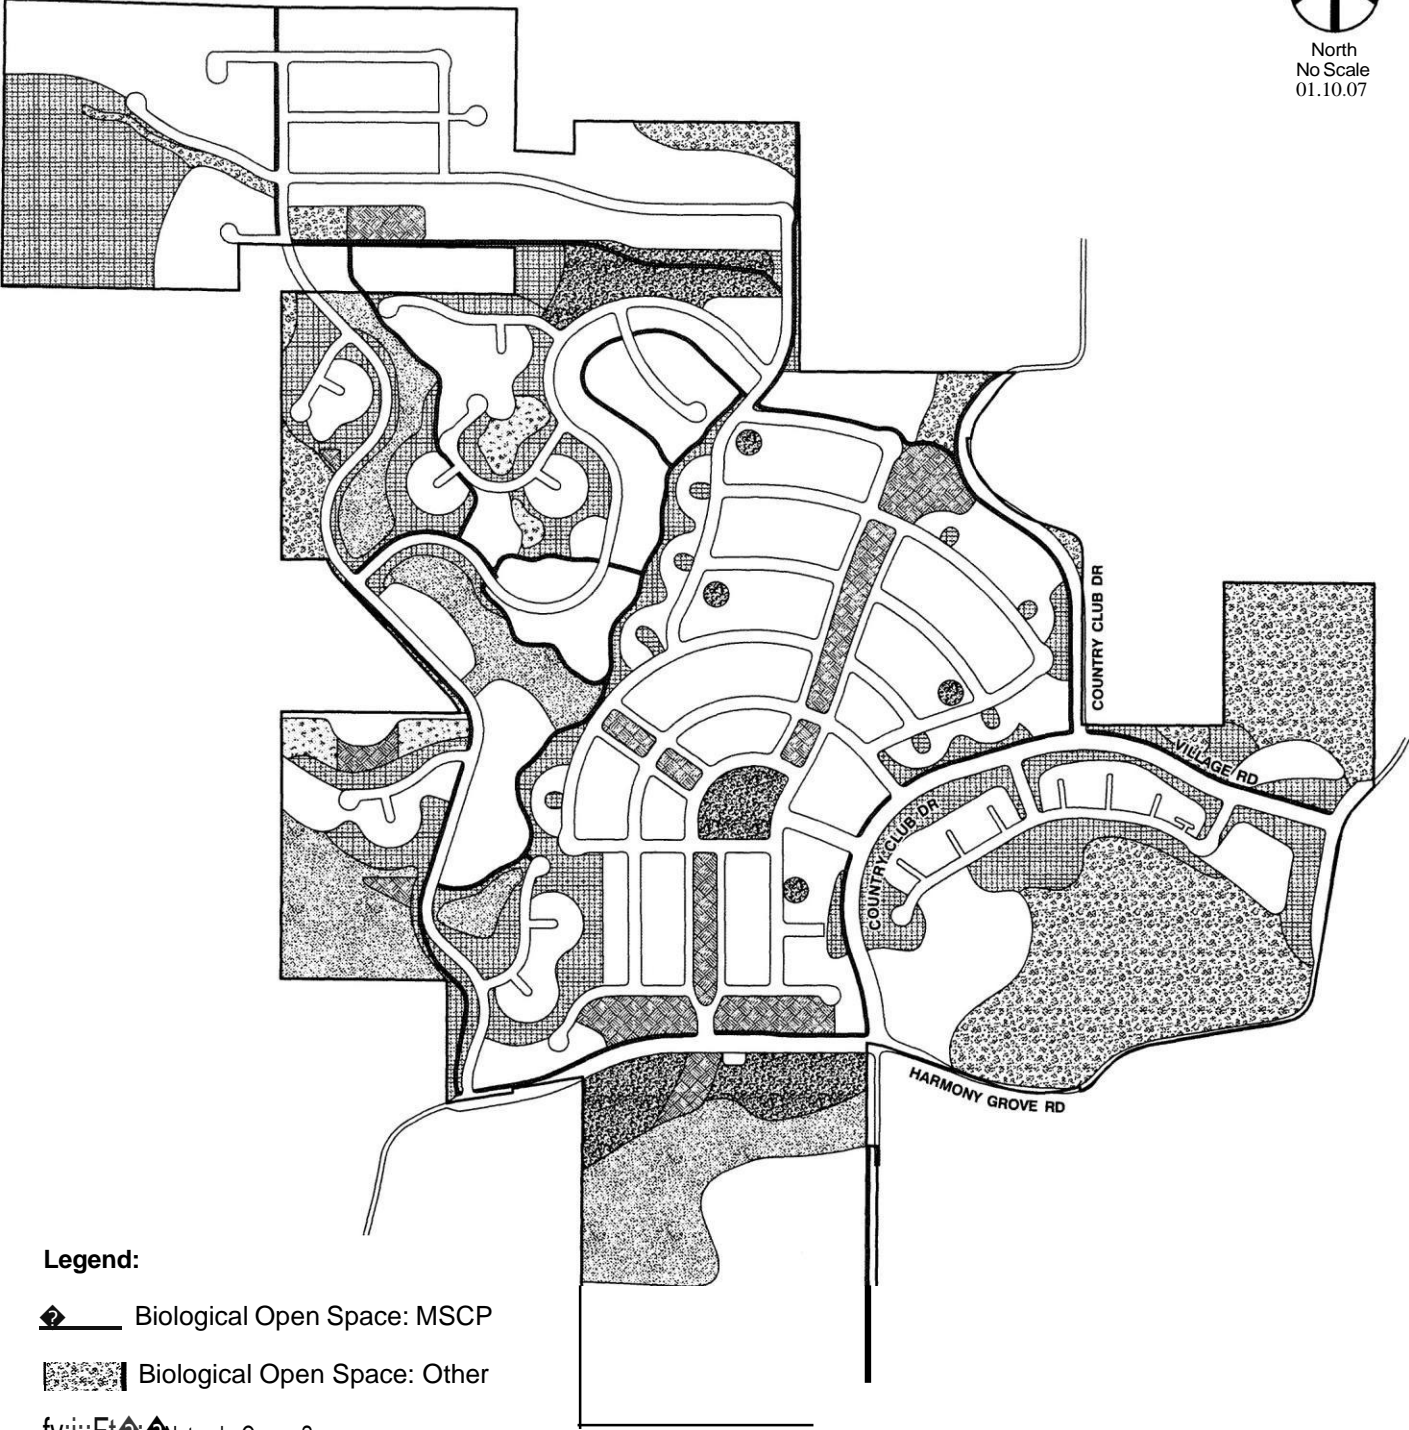 North
No Scale
01.10.07
COUNTRY CLUB DR
VILLAGE RD
COUNTRY CLUB DR
HARMONY GROVE RD
Legend:
Biological Open Space: MSCP
Biological Open Space: Other